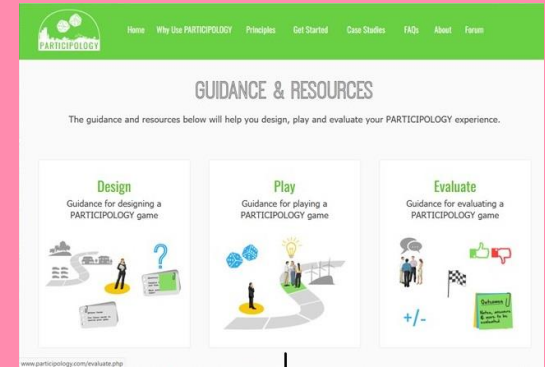 PARTICIPOLOGY
Home Why Use PARTICIPOLOGY Principles Get Started Case Studies FAQs About Forum
GUIDANCE & RESOURCES
The guidance and resources below will help you design, play and evaluate your PARTICIPOLOGY experience.
Design
Guidance for designing a
PARTICIPOLOGY game
Play
Guidance for playing a
PARTICIPOLOGY game
Evaluate
Guidance for evaluating a
PARTICIPOLOGY game
?
+/-
Outcomes
www.participology.com/evaluate.php